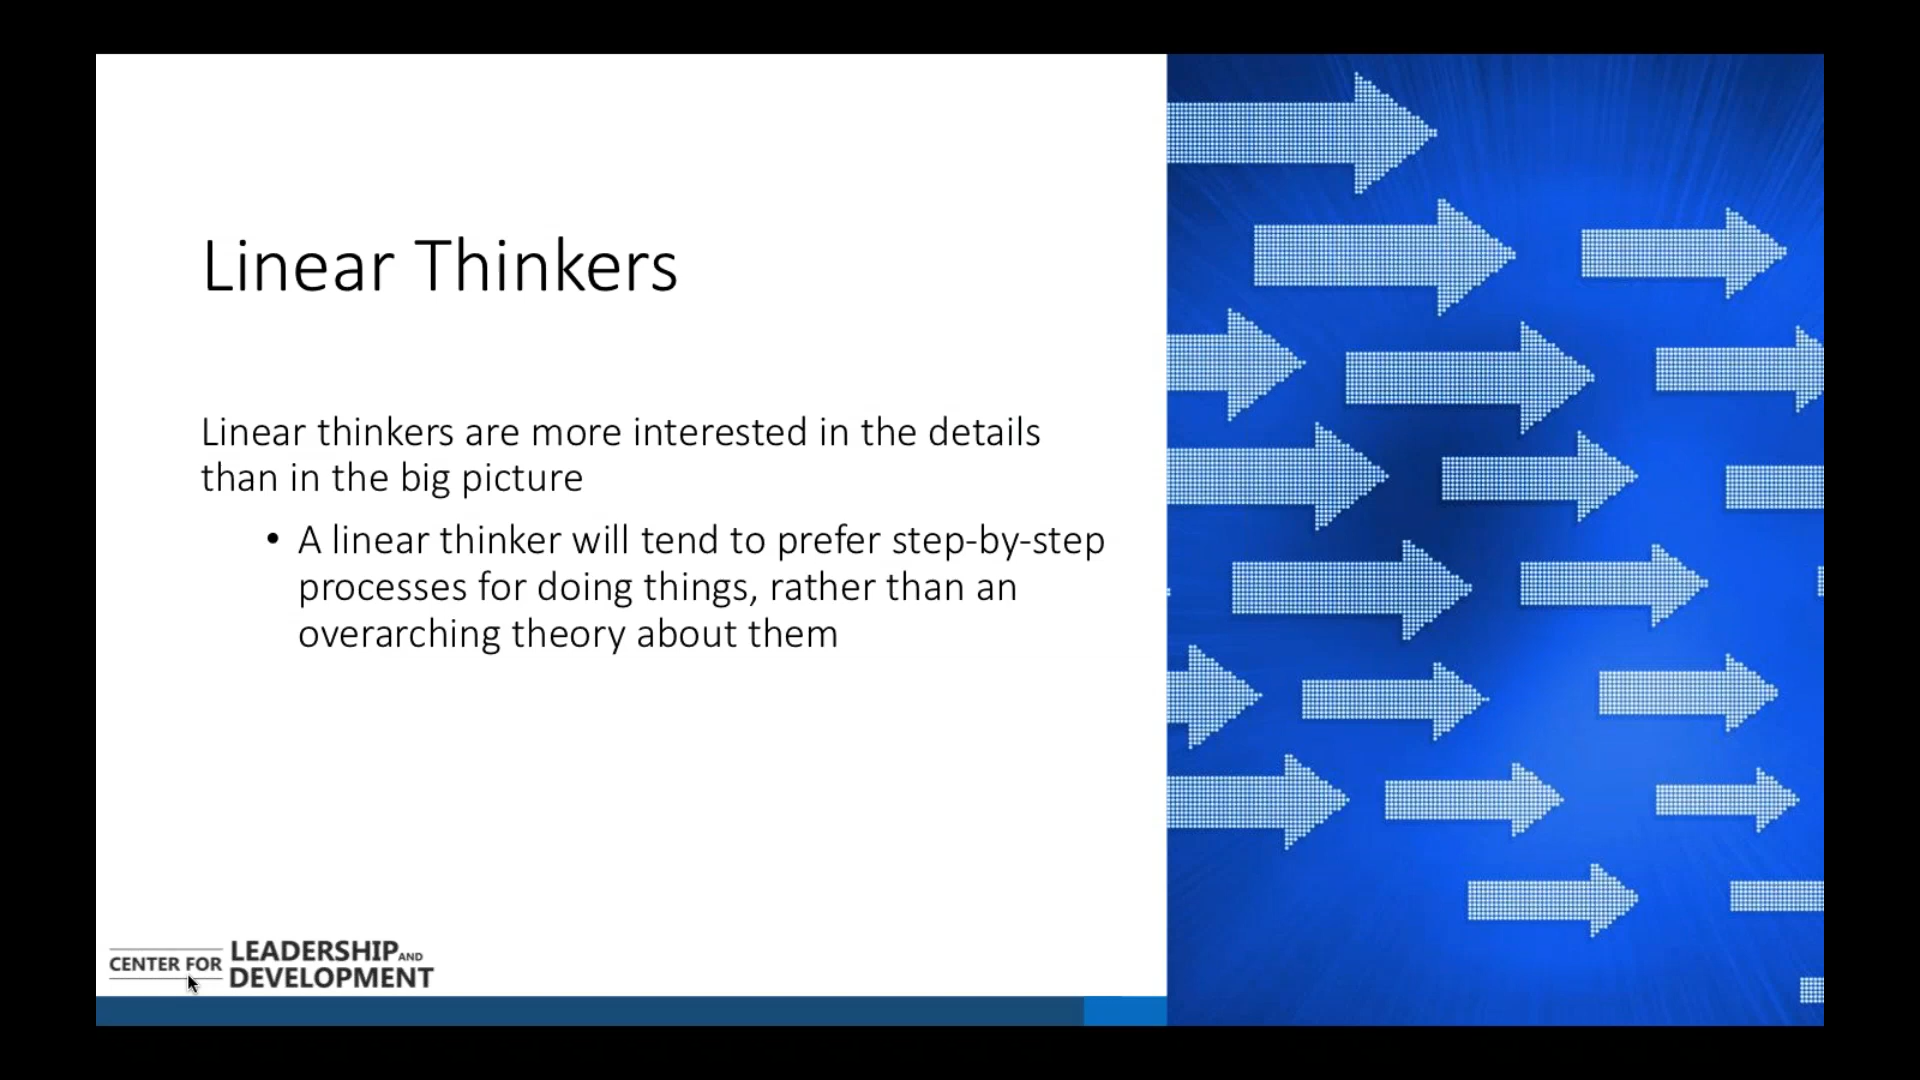 Linear Thinkers
Linear thinkers are more interested in the details
than in the big picture
• A linear thinker will tend to prefer step-by-step
processes for doing things, rather than an
overarching theory about them
CENTER FOR LEADERSHIP AND
DEVELOPMENT